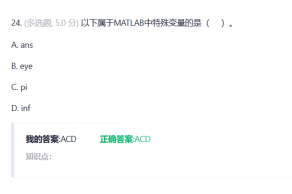 24. (多选题, 5.0 分) 以下属于MATLAB中特殊变量的是（ ）。
A. ans
B. eye
C. pi
D. inf
我的答案:ACD 正确答案:ACD
知识点：